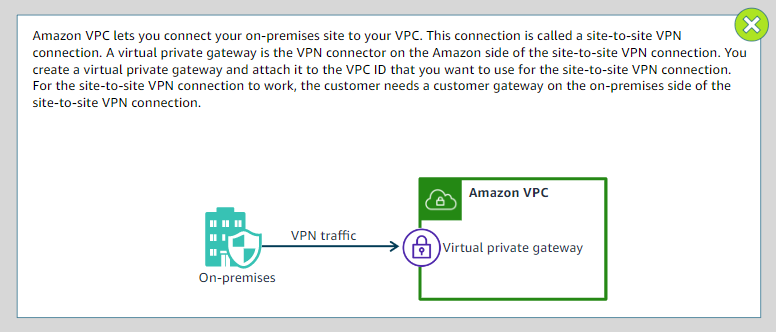 Amazon VPC lets you connect your on-premises site to your VPC. This connection is called a site-to-site VPN
connection. A virtual private gateway is the VPN connector on the Amazon side of the site-to-site VPN connection. You
create a virtual private gateway and attach it to the VPC ID that you want to use for the site-to-site VPN connection.
For the site-to-site VPN connection to work, the customer needs a customer gateway on the on-premises side of the
site-to-site VPN connection.
Amazon VPC
VPN traffic
Virtual private gateway
On-premises